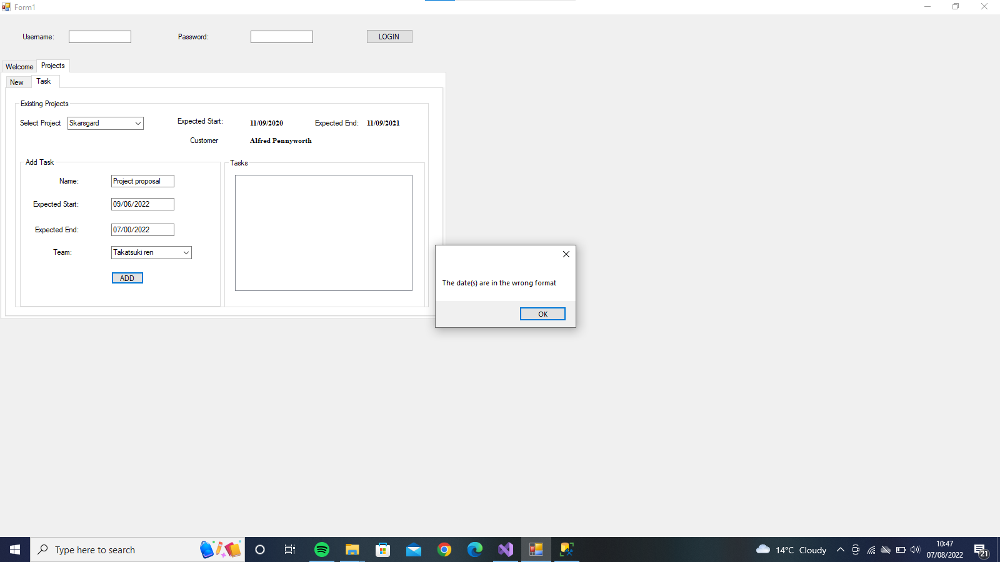 Form1
Username:
Password:
LOGIN
Welcome
Projects
New
Task
Existing Projects
Select Project
Skarsgard
Expected Start:
11/09/2020
Expected End:
11/09/2021
Customer
Alfred Pennyworth
Add Task
Name:
Project proposal
Expected Start:
09/06/2022
Expected End:
07/00/2022
Team:
Takatsuki ren
ADD
Tasks
The date(s) are in the wrong format
OK
Type here to search
14°C Cloudy
10:47
07/08/2022
21